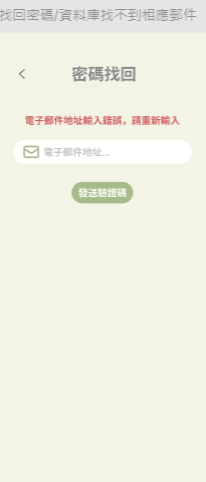 找回密碼/資料庫找不到相應郵件
密碼找回
電子郵件地址輸入錯誤，請重新輸入
電子郵件地址...
發送驗證碼